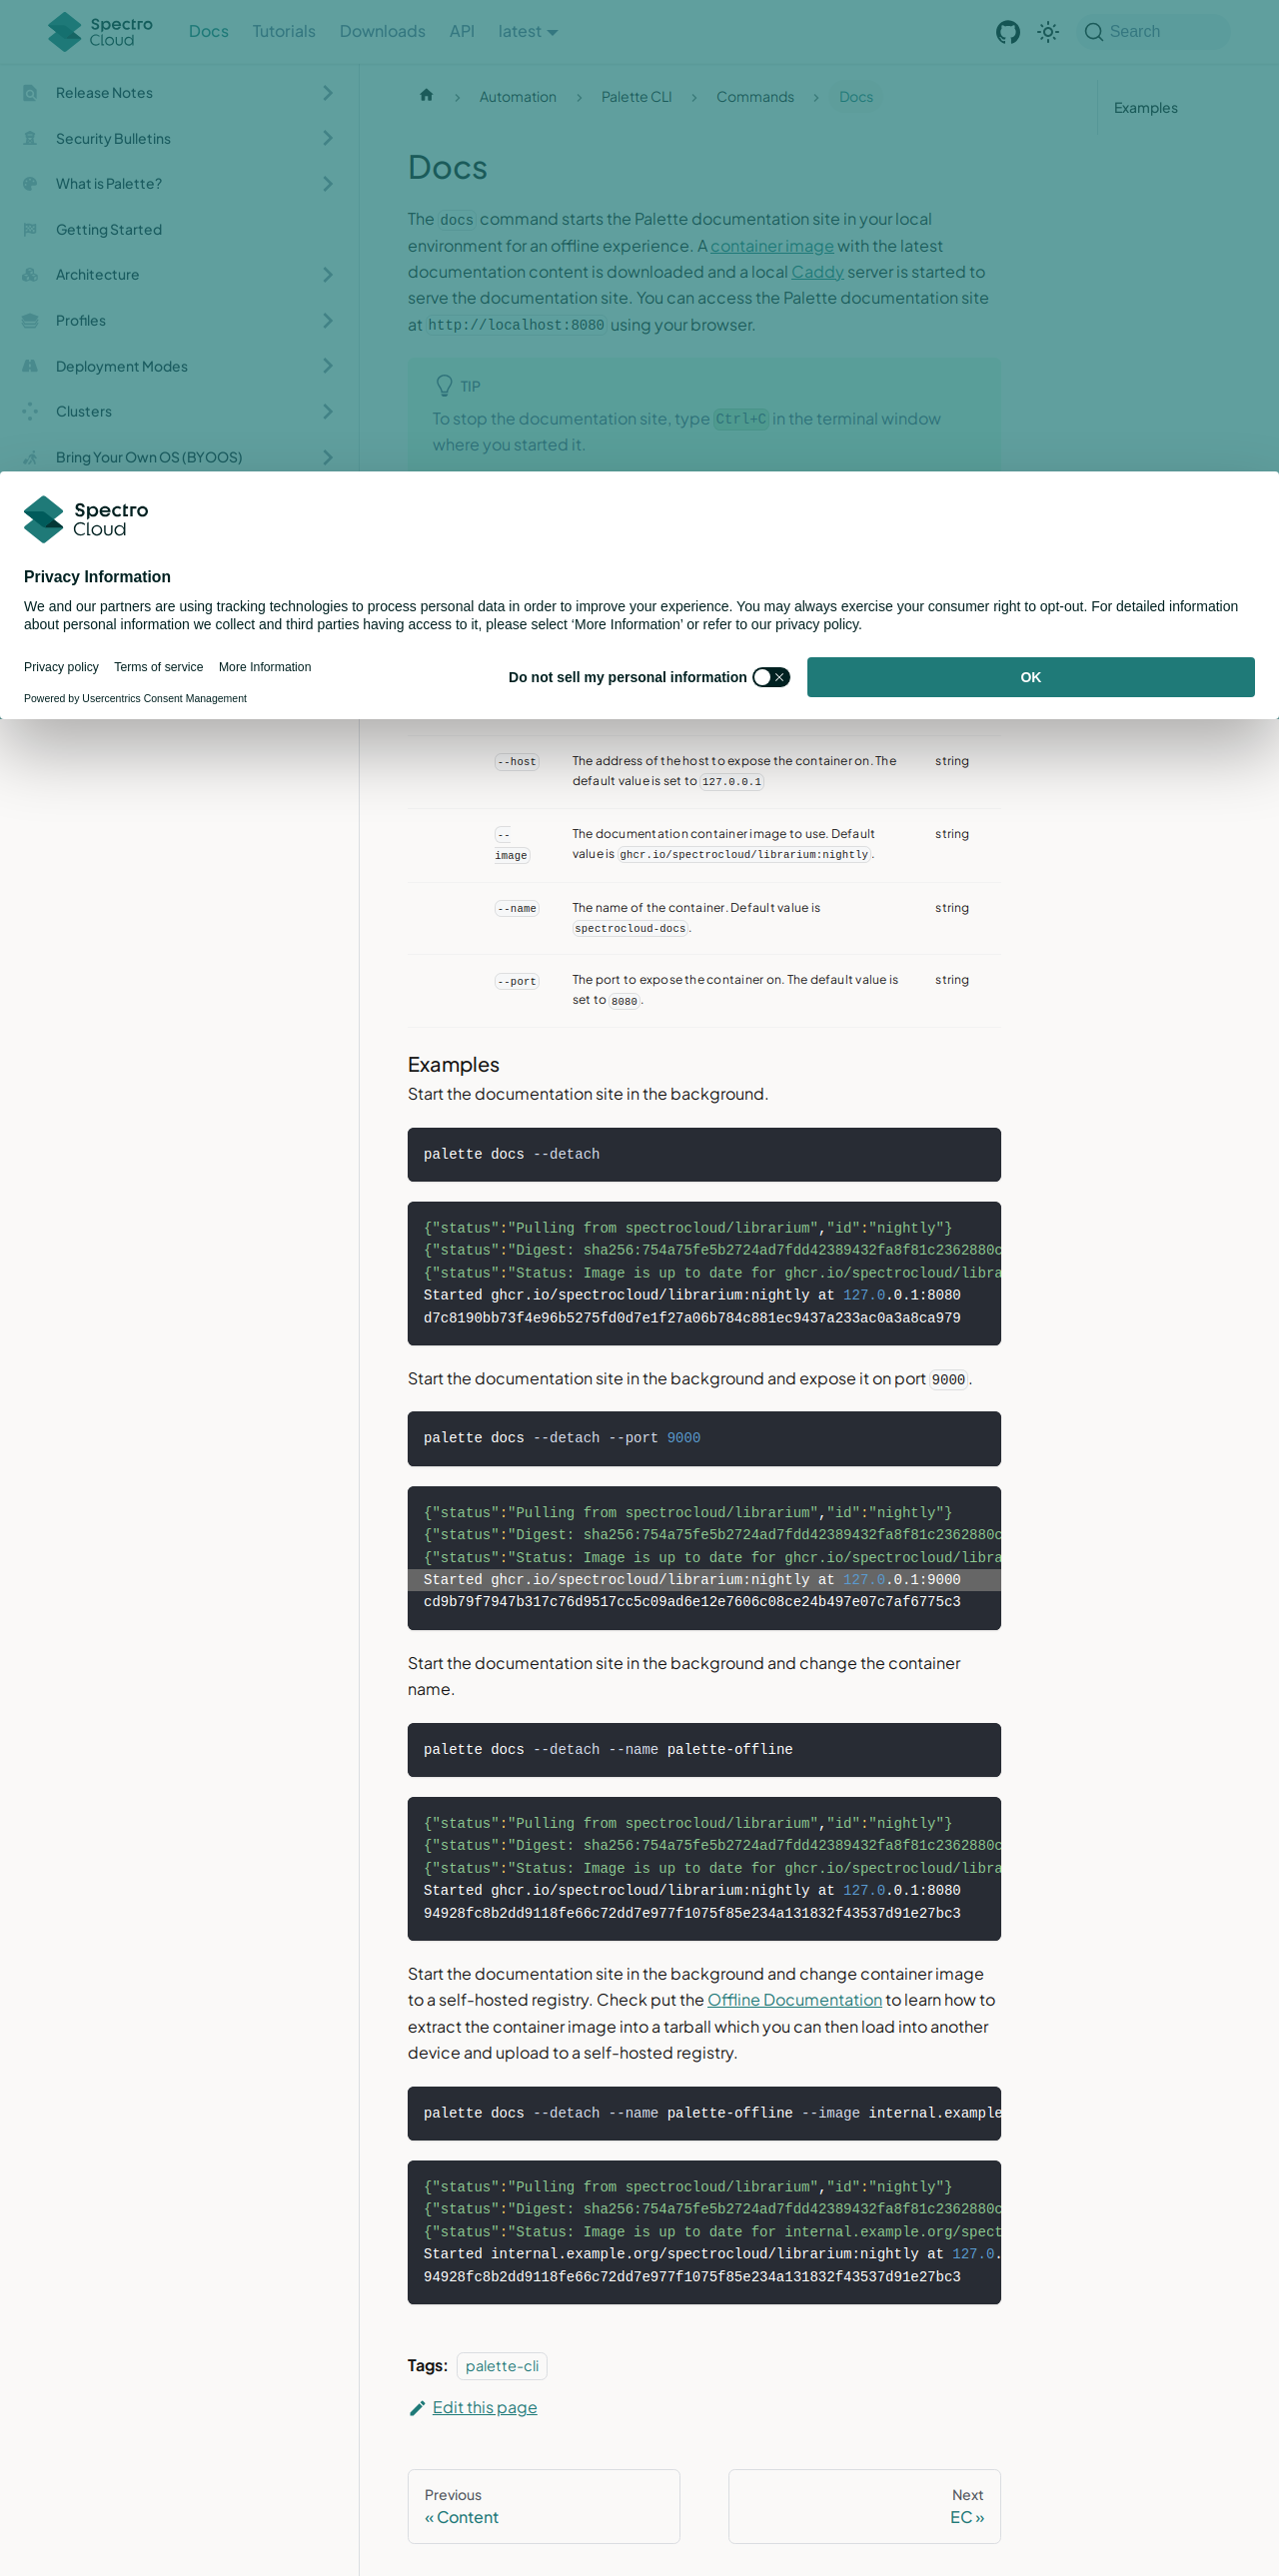 Spectro
Cloud
Docs
Tutorials
Downloads
API
latest
Search
Release Notes
Security Bulletins
What is Palette?
Getting Started
Architecture
Profiles
Deployment Modes
Clusters
Bring Your Own OS (BYOOS)
Automation
Palette CLI
Commands
Docs
Examples
Docs
The docs command starts the Palette documentation site in your local
environment for an offline experience. A container image with the latest
documentation content is downloaded and a local Caddy server is started to
serve the documentation site. You can access the Palette documentation site
at http://localhost:8080 using your browser.
TIP
To stop the documentation site, type Ctrl+C in the terminal window
where you started it.
Spectro
Cloud
Privacy Information
We and our partners are using tracking technologies to process personal data in order to improve your experience. You may always exercise your consumer right to opt-out. For detailed information
about personal information we collect and third parties having access to it, please select ‘More Information’ or refer to our privacy policy.
Privacy policy
Terms of service
More Information
Powered by Usercentrics Consent Management
Do not sell my personal information
OK
--host
The address of the host to expose the container on. The
default value is set to 127.0.0.1
string
--
image
The documentation container image to use. Default
value is ghcr.io/spectrocloud/librarium:nightly.
string
--name
The name of the container. Default value is
spectrocloud-docs.
string
--port
The port to expose the container on. The default value is
set to 8080.
string
Examples
Start the documentation site in the background.
palette docs --detach
{"status":"Pulling from spectrocloud/librarium","id":"nightly"}
{"status":"Digest: sha256:754a75fe5b2724ad7fdd42389432fa8f81c2362880c
{"status":"Status: Image is up to date for ghcr.io/spectrocloud/libra
Started ghcr.io/spectrocloud/librarium:nightly at 127.0.0.1:8080
d7c8190bb73f4e96b5275fd0d7e1f27a06b784c881ec9437a233ac0a3a8ca979
Start the documentation site in the background and expose it on port 9000.
palette docs --detach --port 9000
{"status":"Pulling from spectrocloud/librarium","id":"nightly"}
{"status":"Digest: sha256:754a75fe5b2724ad7fdd42389432fa8f81c2362880c
{"status":"Status: Image is up to date for ghcr.io/spectrocloud/libra
Started ghcr.io/spectrocloud/librarium:nightly at 127.0.0.1:9000
cd9b79f7947b317c76d9517cc5c09ad6e12e7606c08ce24b497e07c7af6775c3
Start the documentation site in the background and change the container
name.
palette docs --detach --name palette-offline
{"status":"Pulling from spectrocloud/librarium","id":"nightly"}
{"status":"Digest: sha256:754a75fe5b2724ad7fdd42389432fa8f81c2362880c
{"status":"Status: Image is up to date for ghcr.io/spectrocloud/libra
Started ghcr.io/spectrocloud/librarium:nightly at 127.0.0.1:8080
94928fc8b2dd9118fe66c72dd7e977f1075f85e234a131832f43537d91e27bc3
Start the documentation site in the background and change container image
to a self-hosted registry. Check put the Offline Documentation to learn how to
extract the container image into a tarball which you can then load into another
device and upload to a self-hosted registry.
palette docs --detach --name palette-offline --image internal.example
{"status":"Pulling from spectrocloud/librarium","id":"nightly"}
{"status":"Digest: sha256:754a75fe5b2724ad7fdd42389432fa8f81c2362880c
{"status":"Status: Image is up to date for internal.example.org/spect
Started internal.example.org/spectrocloud/librarium:nightly at 127.0.
94928fc8b2dd9118fe66c72dd7e977f1075f85e234a131832f43537d91e27bc3
Tags: palette-cli
Edit this page
Previous
« Content
Next
EC »